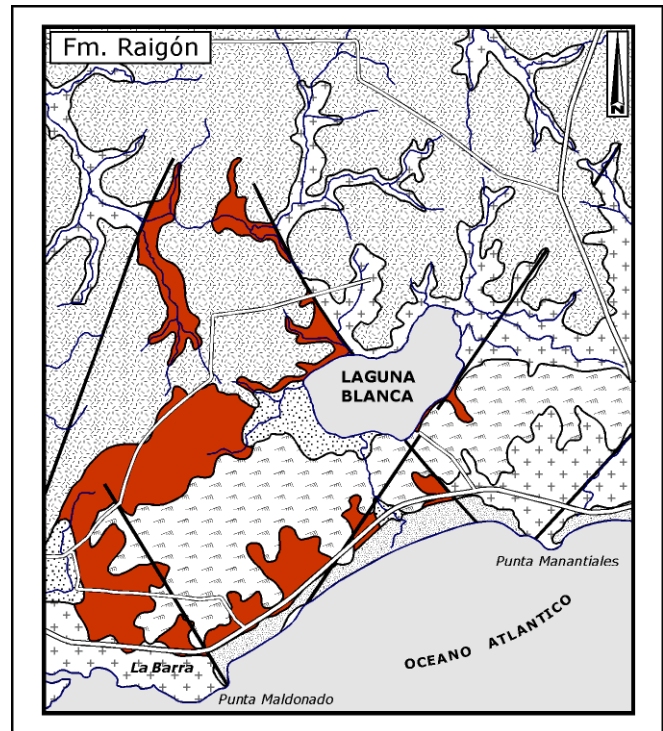 Fm. Raigón
N
LAGUNA
BLANCA
Punta Manantiales
OCEANO ATLANTICO
La Barra
Punta Maldonado